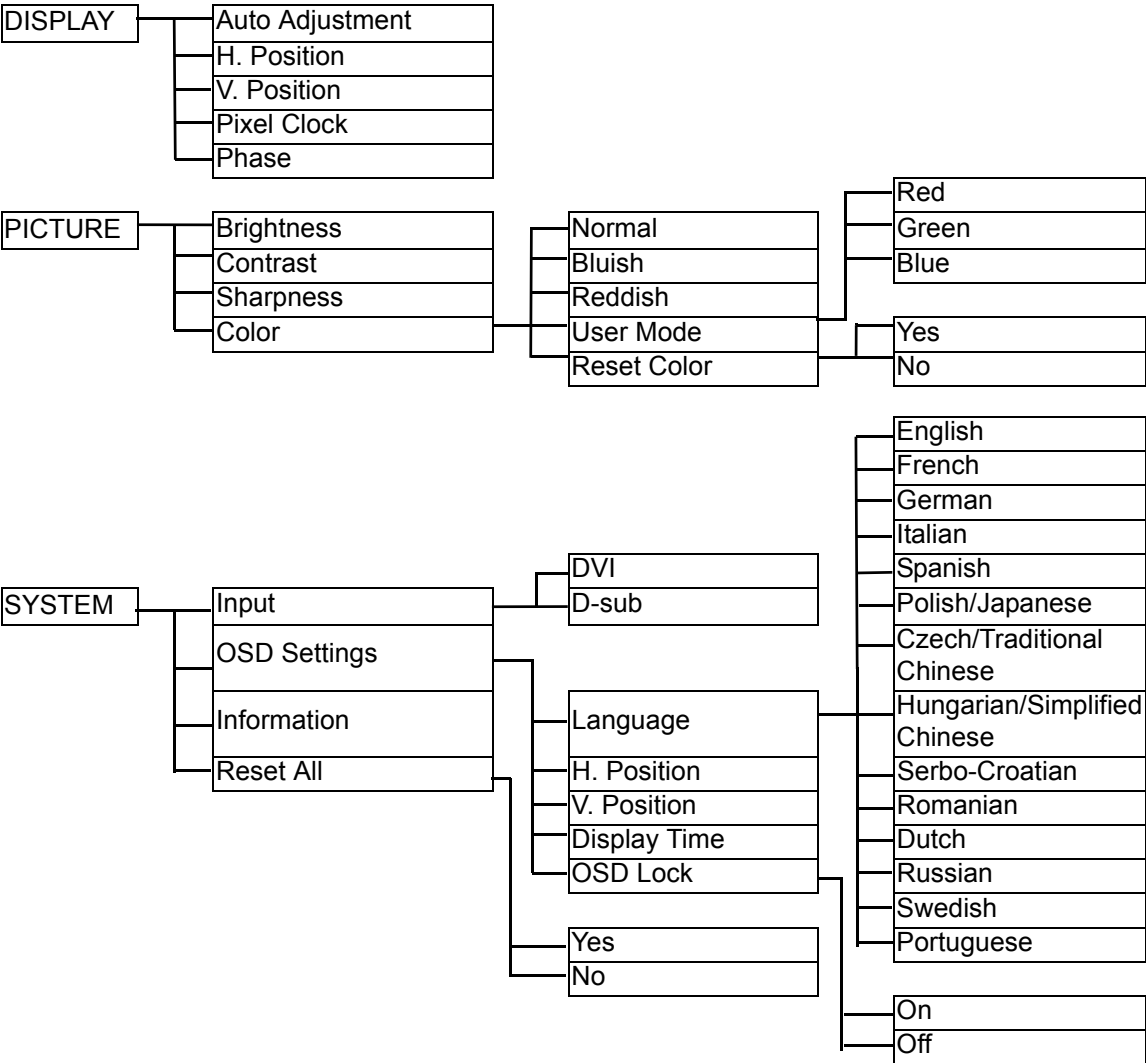 DISPLAY
Auto Adjustment
H. Position
V. Position
Pixel Clock
Phase
PICTURE
Brightness
Contrast
Sharpness
Color
Normal
Bluish
Reddish
User Mode
Reset Color
Red
Green
Blue
Yes
No
SYSTEM
Input
OSD Settings
Information
Reset All
DVI
D-sub
Language
H. Position
V. Position
Display Time
OSD Lock
Yes
No
English
French
German
Italian
Spanish
Polish/Japanese
Czech/Traditional
Chinese
Hungarian/Simplified
Chinese
Serbo-Croatian
Romanian
Dutch
Russian
Swedish
Portuguese
On
Off